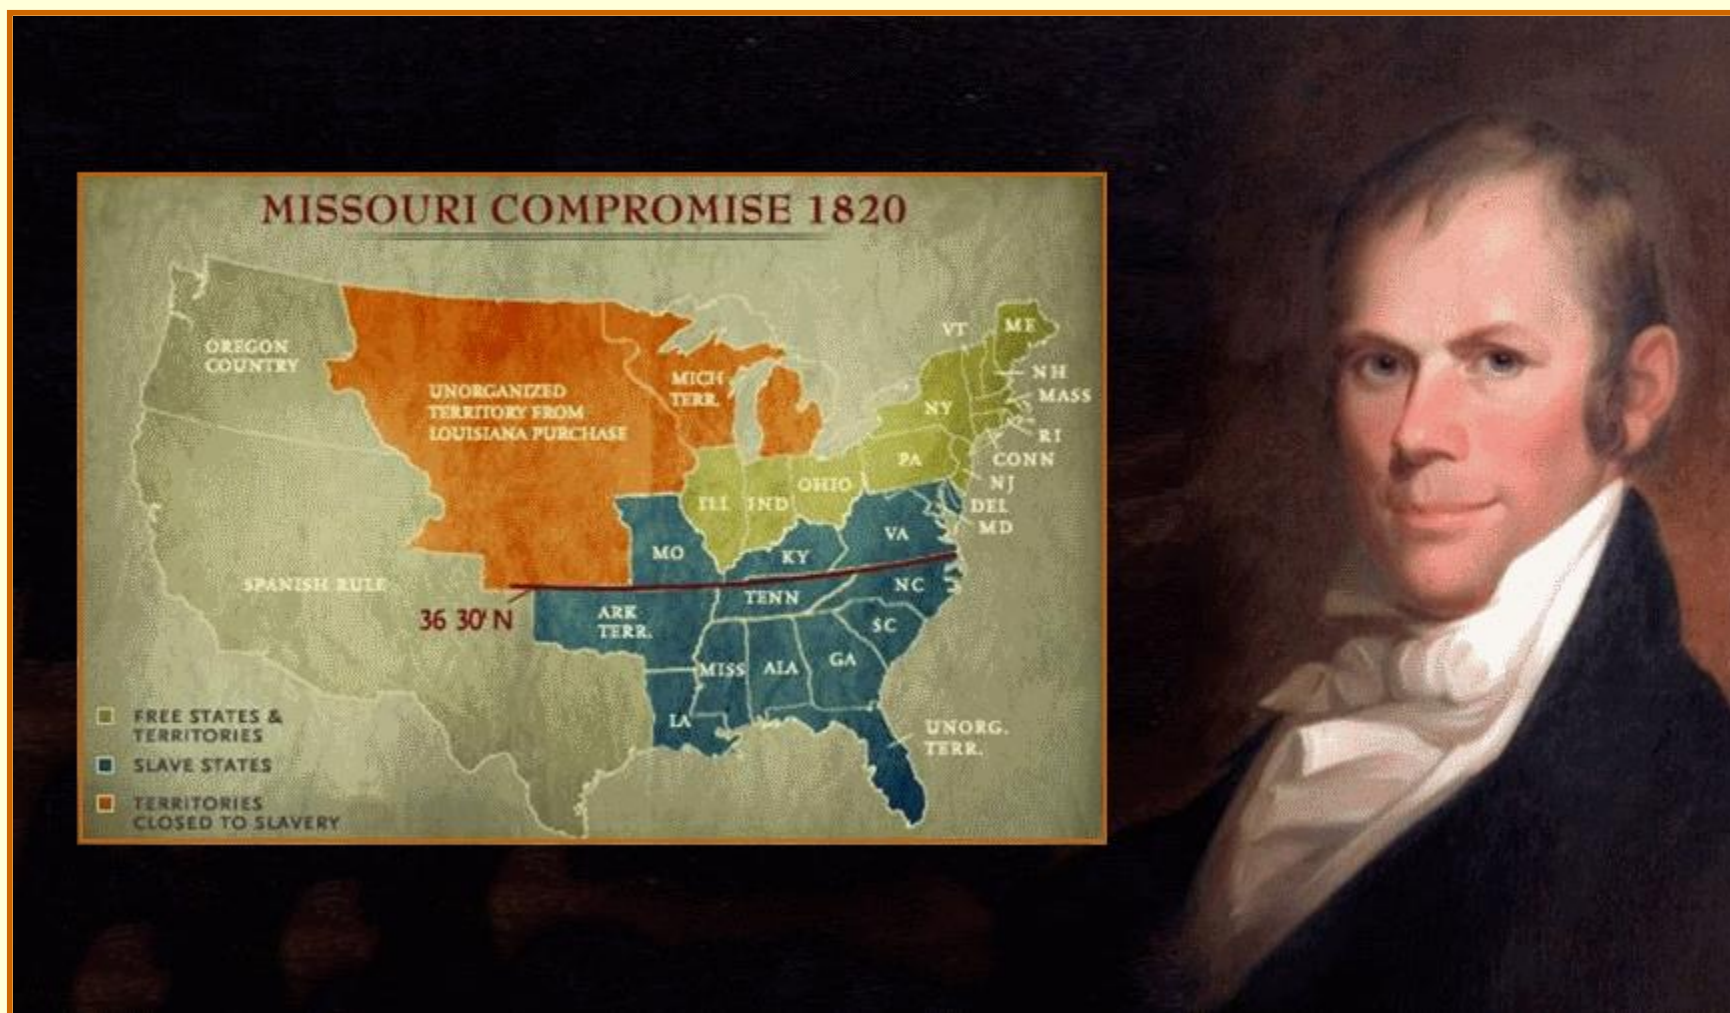 MISSOURI COMPROMISE 1820
OREGON
COUNTRY
UNORGANIZED
TERRITORY FROM
LOUISIANA PURCHASE
MICH
TERR.
VT
ME
NH
MASS
NY
RI
CONN
PA
NJ
OHIO
ILL
IND
DEL
MD
VA
MO
KY
SPANISH RULE
NC
TENN
36 30' N
ARK
TERR.
SC
MISS
ALA
GA
LA
UNORG.
TERR.
FREE STATES &
TERRITORIES
SLAVE STATES
TERRITORIES
CLOSED TO SLAVERY